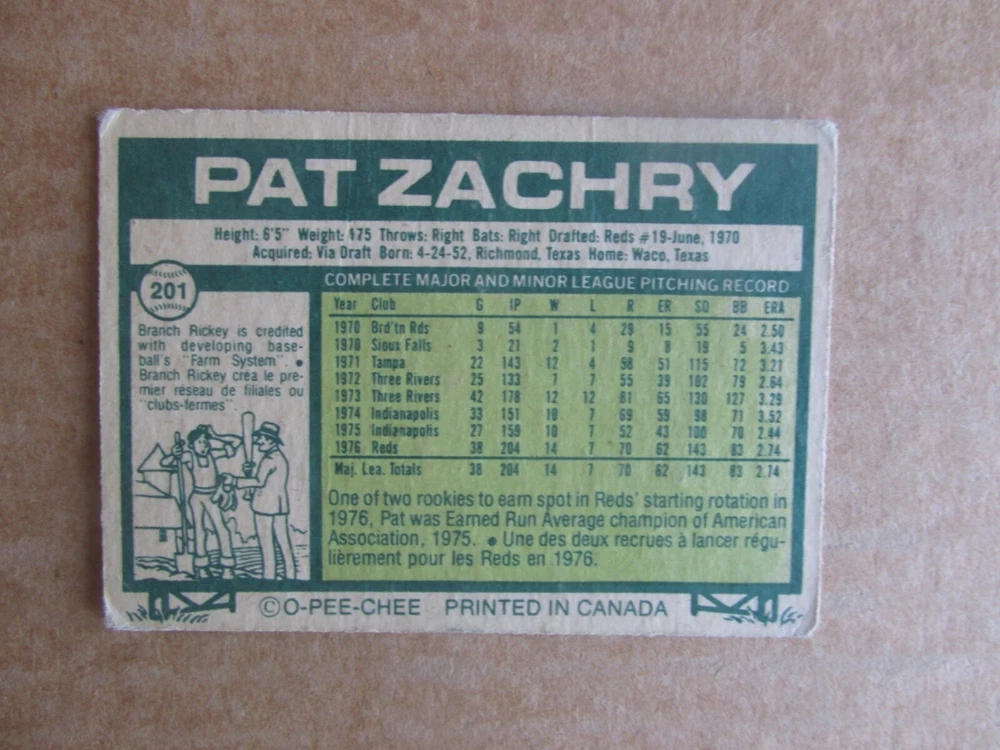 PAT ZACHRY
Height: 6'5" Weight: 175 Throws: Right Bats: Right Drafted: Reds #19-June, 1970
Acquired: Via Draft Born: 4-24-52, Richmond, Texas Home: Waco, Texas
201
Branch Rickey is credited
with developing base-
ball's "Farm System". ●
Branch Rickey créa le pre-
mier réseau de filiales ou
"clubs-fermes".
COMPLETE MAJOR AND MINOR LEAGUE PITCHING RECORD
Year Club G IP W L R ER SO BB ERA
1970 Brd'tn Rds 9 54 1 4 29 15 55 24 2.50
1970 Sioux Falls 3 21 2 1 9 8 19 5 3.43
1971 Tampa 22 143 12 4 58 51 115 72 3.21
1972 Three Rivers 25 133 7 7 55 39 102 79 2.64
1973 Three Rivers 42 178 12 12 81 65 130 127 3.29
1974 Indianapolis 33 151 10 7 69 59 98 71 3.52
1975 Indianapolis 27 159 10 7 52 43 100 70 2.44
1976 Reds 38 204 14 7 70 62 143 83 2.74
Maj. Lea. Totals 38 204 14 7 70 62 143 83 2.74
One of two rookies to earn spot in Reds' starting rotation in
1976, Pat was Earned Run Average champion of American
Association, 1975. ● Une des deux recrues à lancer régu-
lièrement pour les Reds en 1976.
©O-PEE-CHEE PRINTED IN CANADA